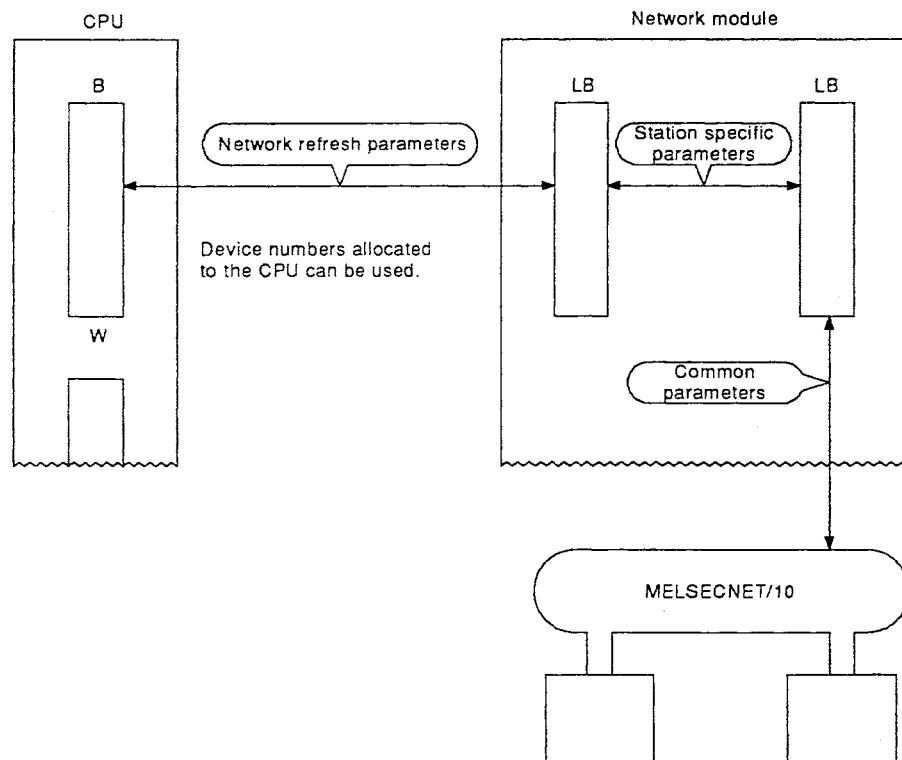 CPU
Network module
B
LB
LB
Network refresh parameters
Station specific
parameters
Device numbers allocated
to the CPU can be used.
W
Common
parameters
MELSECNET/10